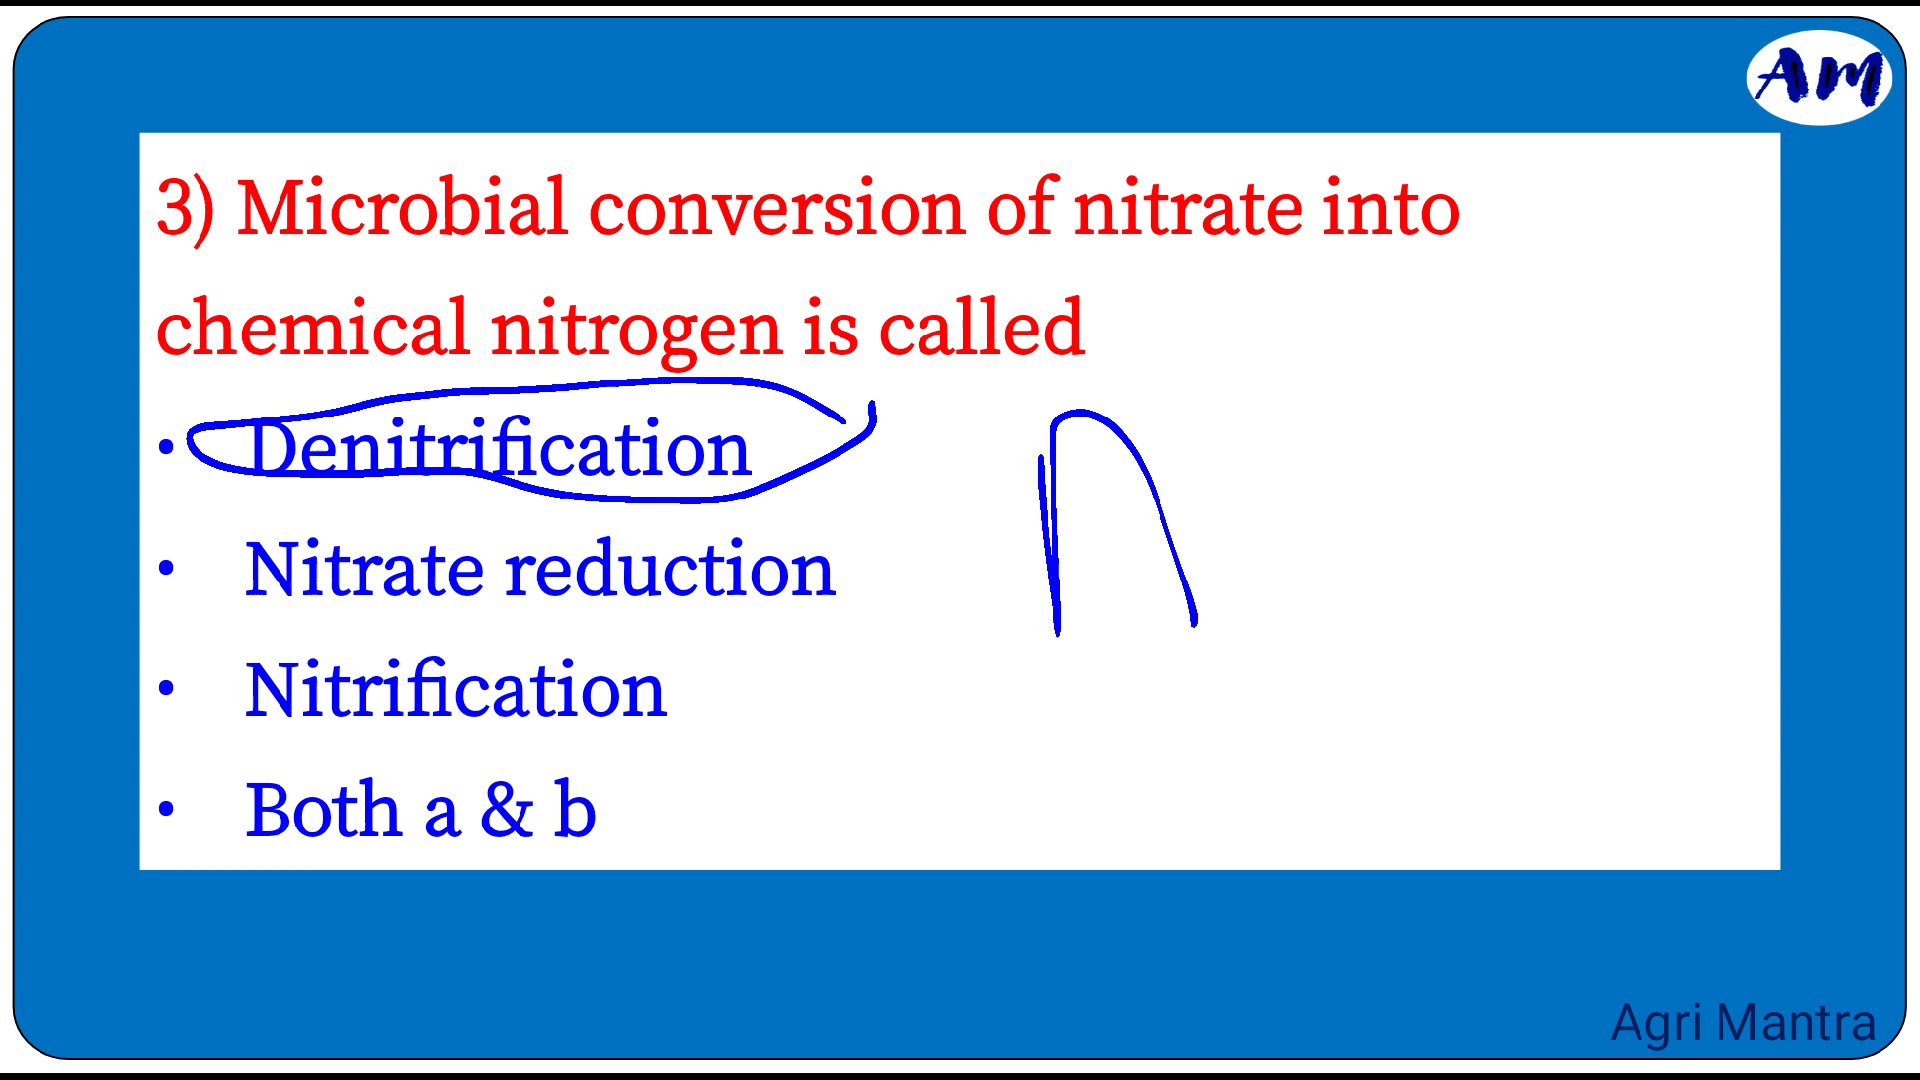 AM
3) Microbial conversion of nitrate into
chemical nitrogen is called
• Denitrification
• Nitrate reduction
• Nitrification
• Both a & b
n
Agri Mantra